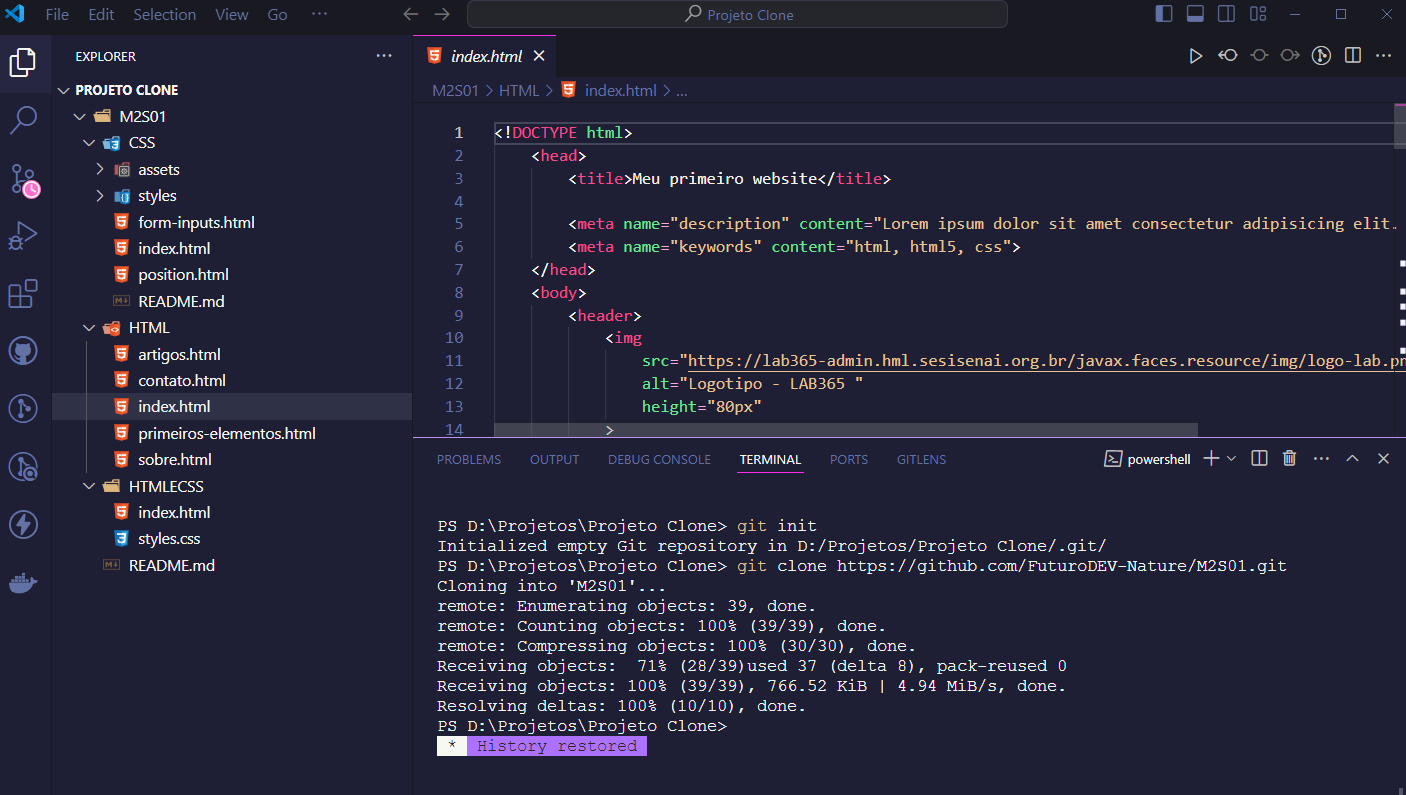 File Edit Selection View Go ···
Projeto Clone
EXPLORER ···
PROJETO CLONE
M2S01
CSS
assets
styles
form-inputs.html
index.html
position.html
README.md
HTML
artigos.html
contato.html
index.html
primeiros-elementos.html
sobre.html
HTMLECSS
index.html
styles.css
README.md
index.html
M2S01 > HTML > index.html > ...
1 <!DOCTYPE html>
2 <head>
3 <title>Meu primeiro website</title>
4
5 <meta name="description" content="Lorem ipsum dolor sit amet consectetur adipisicing elit.
6 <meta name="keywords" content="html, html5, css">
7 </head>
8 <body>
9 <header>
10 <img
11 src="https://lab365-admin.hml.sesisenai.org.br/javax.faces.resource/img/logo-lab.pn
12 alt="Logotipo - LAB365 "
13 height="80px"
14 >
PROBLEMS OUTPUT DEBUG CONSOLE TERMINAL PORTS GITLENS
powershell
PS D:\Projetos\Projeto Clone> git init
Initialized empty Git repository in D:/Projetos/Projeto Clone/.git/
PS D:\Projetos\Projeto Clone> git clone https://github.com/FuturoDEV-Nature/M2S01.git
Cloning into 'M2S01'...
remote: Enumerating objects: 39, done.
remote: Counting objects: 100% (39/39), done.
remote: Compressing objects: 100% (30/30), done.
Receiving objects:  71% (28/39)used 37 (delta 8), pack-reused 0
Receiving objects: 100% (39/39), 766.52 KiB | 4.94 MiB/s, done.
Resolving deltas: 100% (10/10), done.
PS D:\Projetos\Projeto Clone>
* History restored